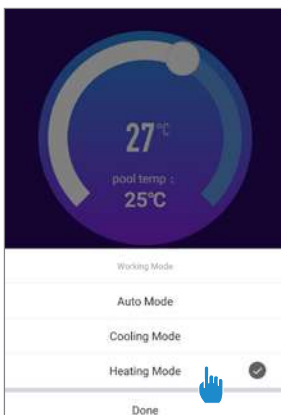 27°C
pool temp :
25°C
Working Mode
Auto Mode
Cooling Mode
Heating Mode
Done